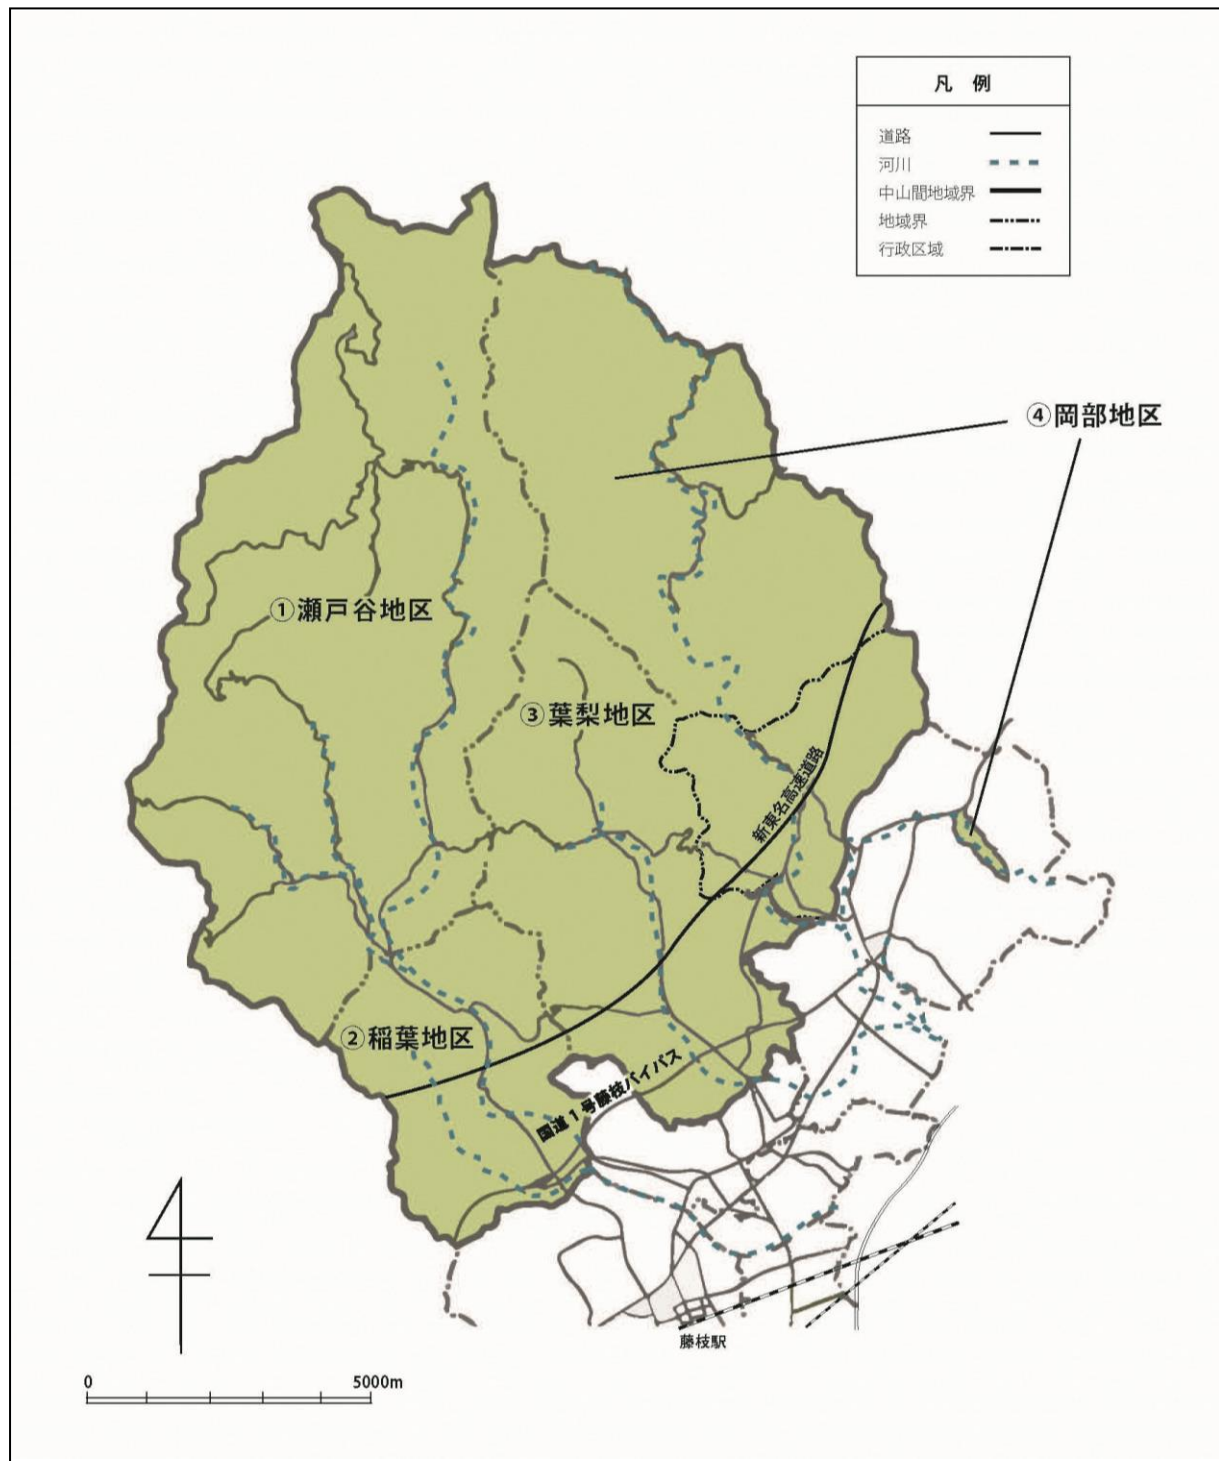 凡 例
道路
河川
中山間地域界
地域界
行政区域
④岡部地区
①瀬戸谷地区
③葉梨地区
新東名高速道路
②稲葉地区
国道1号藤枝バイパス
藤枝駅
0 5000m